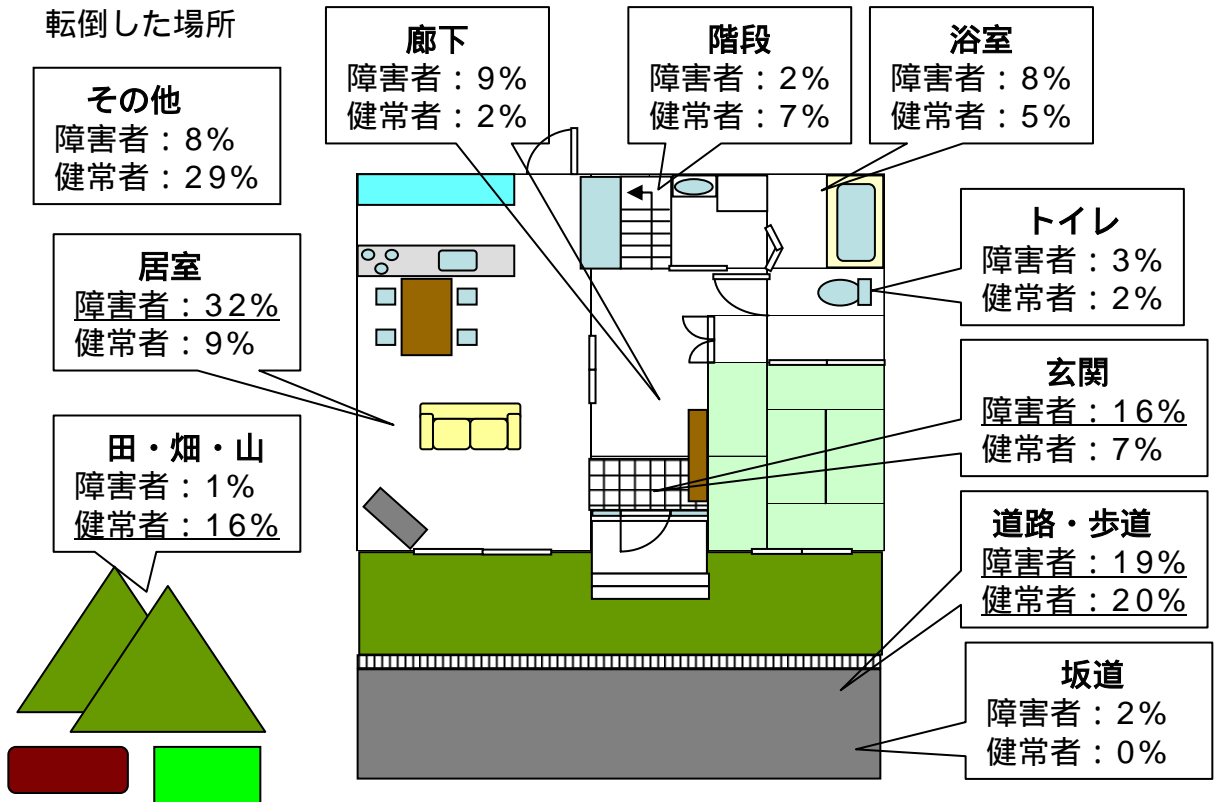 転倒した場所
その他
障害者：8%
健常者：29%
廊下
障害者：9%
健常者：2%
階段
障害者：2%
健常者：7%
浴室
障害者：8%
健常者：5%
居室
障害者：32%
健常者：9%
トイレ
障害者：3%
健常者：2%
玄関
障害者：16%
健常者：7%
田・畑・山
障害者：1%
健常者：16%
道路・歩道
障害者：19%
健常者：20%
坂道
障害者：2%
健常者：0%